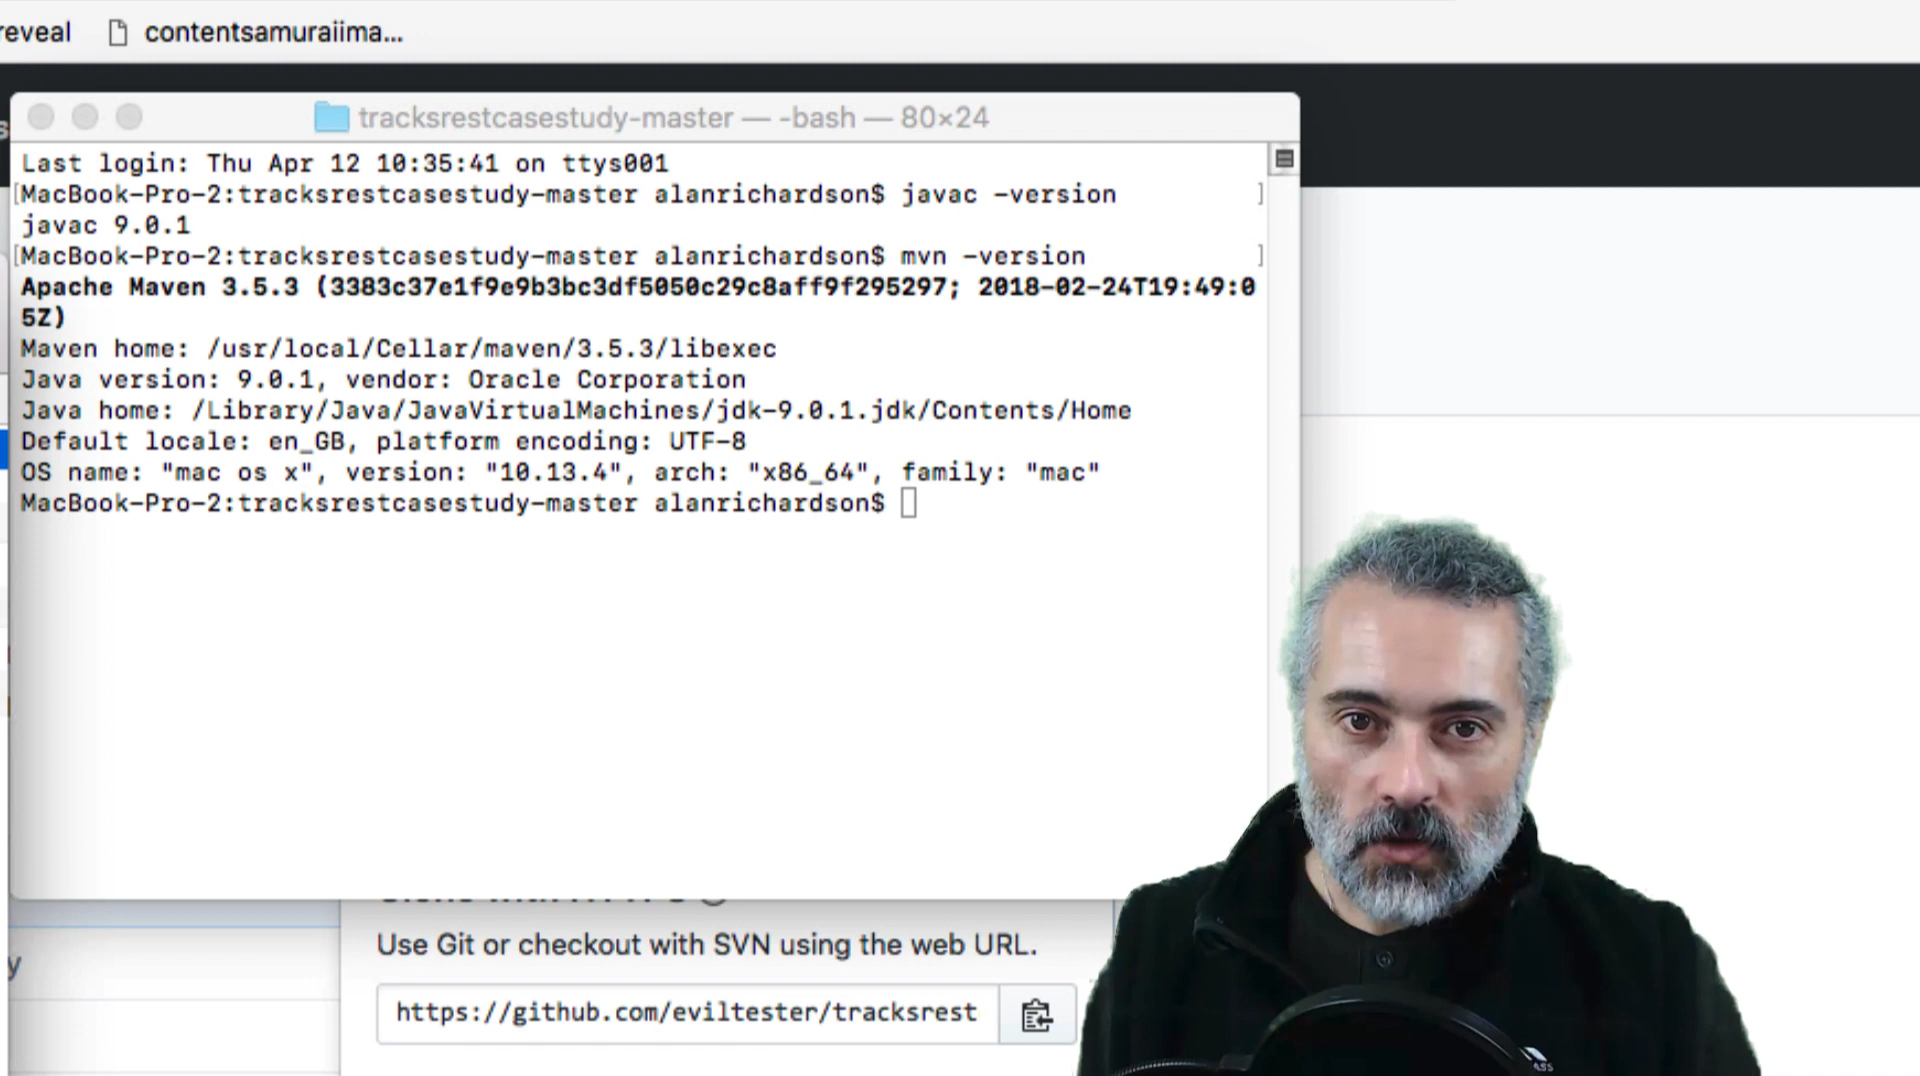 reveal contentsamuraiima...
tracksrestcasestudy-master — -bash — 80×24
Last login: Thu Apr 12 10:35:41 on ttys001
[MacBook-Pro-2:tracksrestcasestudy-master alanrichardson$ javac -version ]
javac 9.0.1
[MacBook-Pro-2:tracksrestcasestudy-master alanrichardson$ mvn -version ]
Apache Maven 3.5.3 (3383c37e1f9e9b3bc3df5050c29c8aff9f295297; 2018-02-24T19:49:0
5Z)
Maven home: /usr/local/Cellar/maven/3.5.3/libexec
Java version: 9.0.1, vendor: Oracle Corporation
Java home: /Library/Java/JavaVirtualMachines/jdk-9.0.1.jdk/Contents/Home
Default locale: en_GB, platform encoding: UTF-8
OS name: "mac os x", version: "10.13.4", arch: "x86_64", family: "mac"
MacBook-Pro-2:tracksrestcasestudy-master alanrichardson$
Use Git or checkout with SVN using the web URL.
https://github.com/eviltester/tracksrest